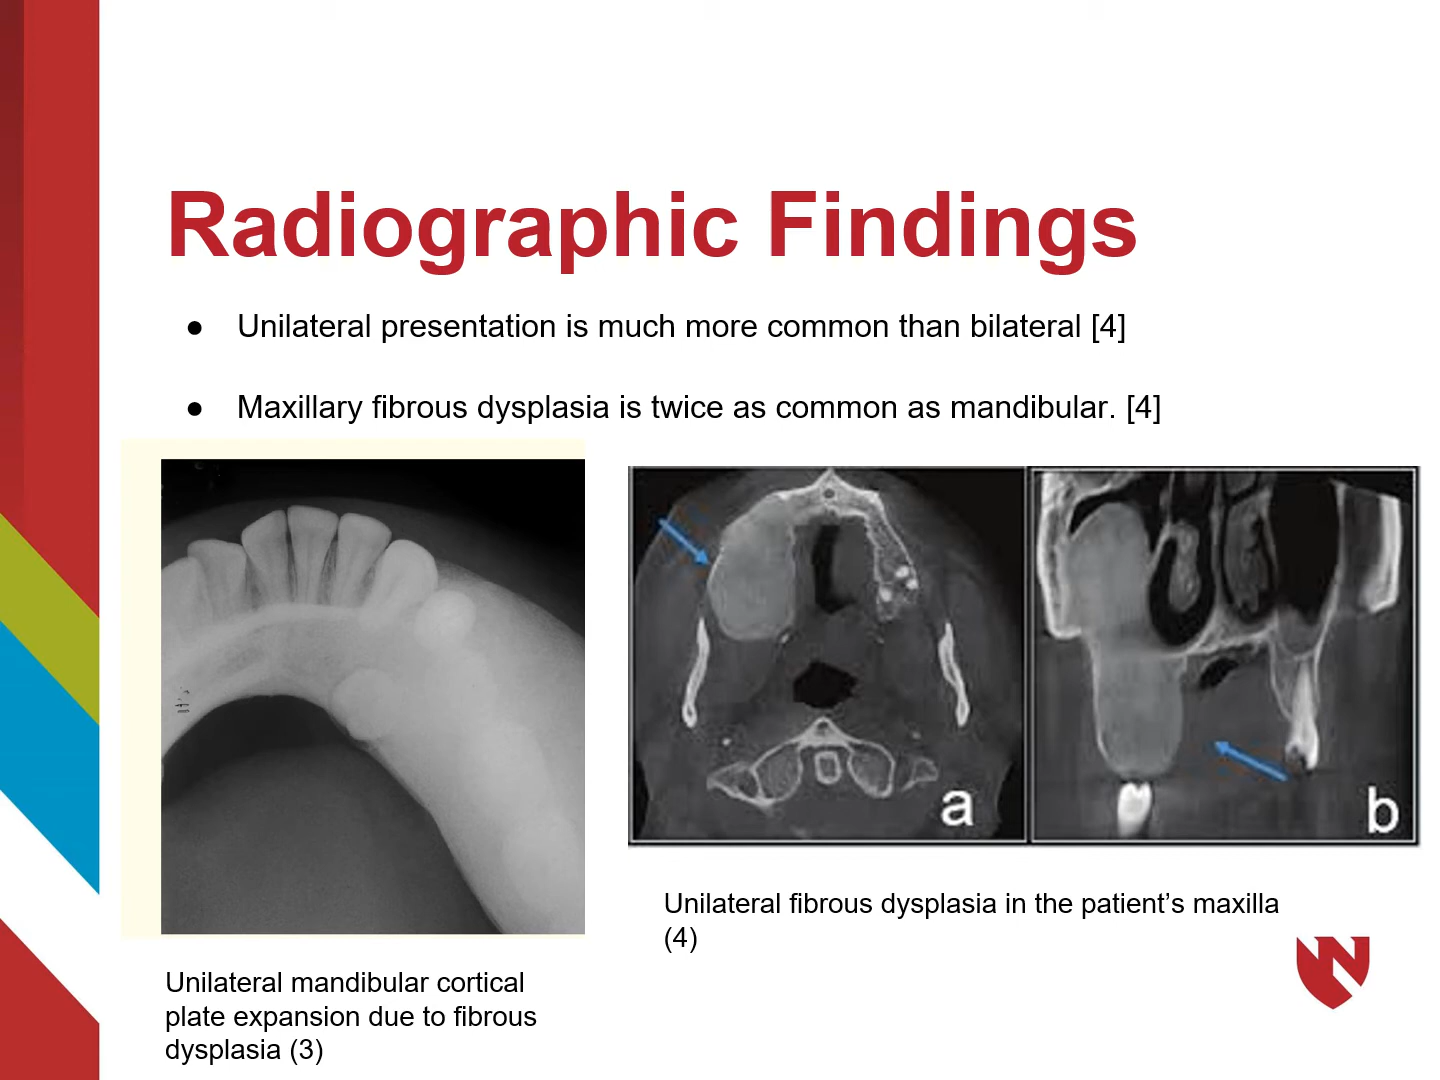 Radiographic Findings
● Unilateral presentation is much more common than bilateral [4]
● Maxillary fibrous dysplasia is twice as common as mandibular. [4]
a
b
Unilateral fibrous dysplasia in the patient’s maxilla
(4)
Unilateral mandibular cortical
plate expansion due to fibrous
dysplasia (3)